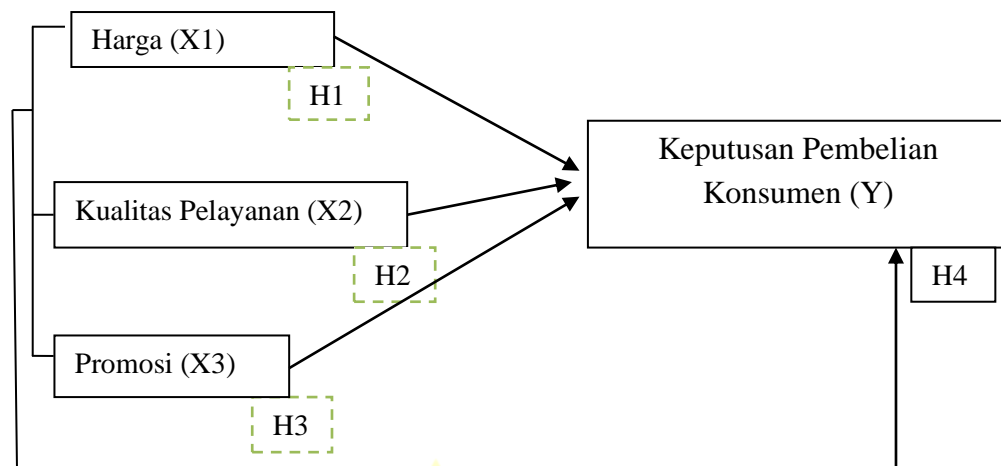 Harga (X1)
H1
Keputusan Pembelian
Konsumen (Y)
Kualitas Pelayanan (X2)
H2
H4
Promosi (X3)
H3